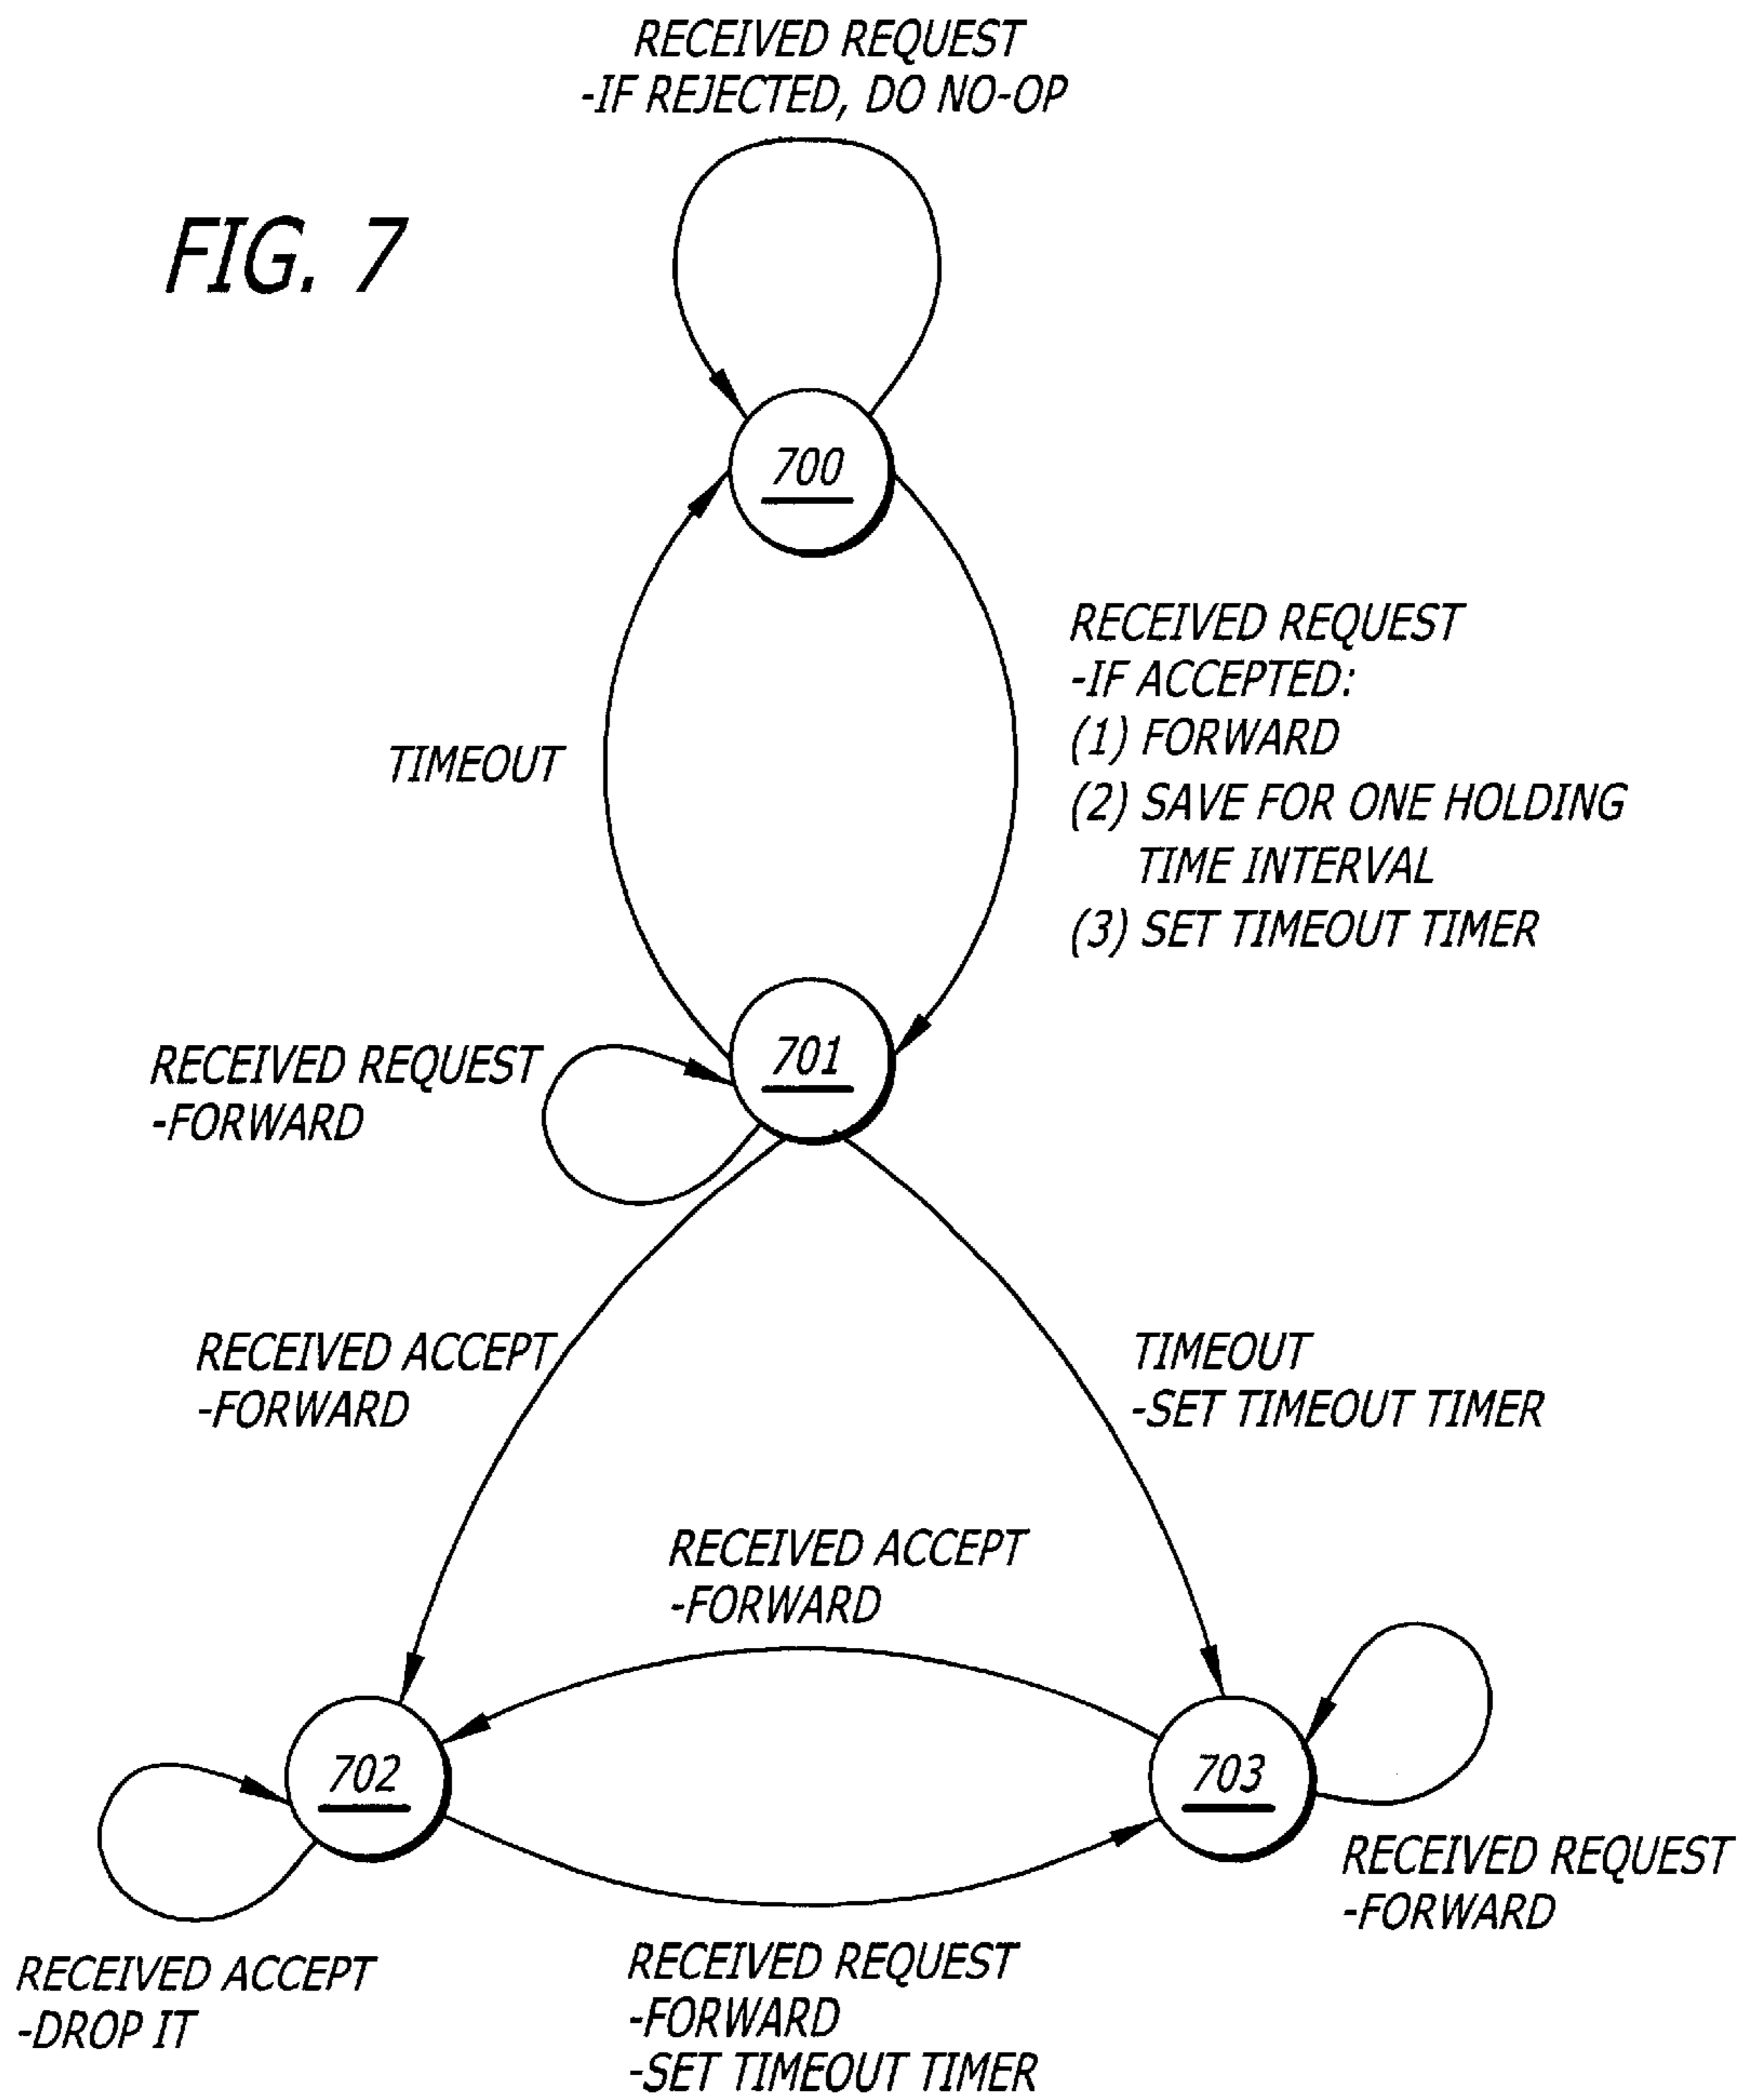 RECEIVED REQUEST
-IF REJECTED, DO NO-OP
FIG. 7
700
RECEIVED REQUEST
-IF ACCEPTED:
(1) FORWARD
(2) SAVE FOR ONE HOLDING
TIME INTERVAL
(3) SET TIMEOUT TIMER
TIMEOUT
701
RECEIVED REQUEST
-FORWARD
RECEIVED ACCEPT
-FORWARD
TIMEOUT
-SET TIMEOUT TIMER
RECEIVED ACCEPT
-FORWARD
702
703
RECEIVED REQUEST
-FORWARD
RECEIVED ACCEPT
-DROP IT
RECEIVED REQUEST
-FORWARD
-SET TIMEOUT TIMER